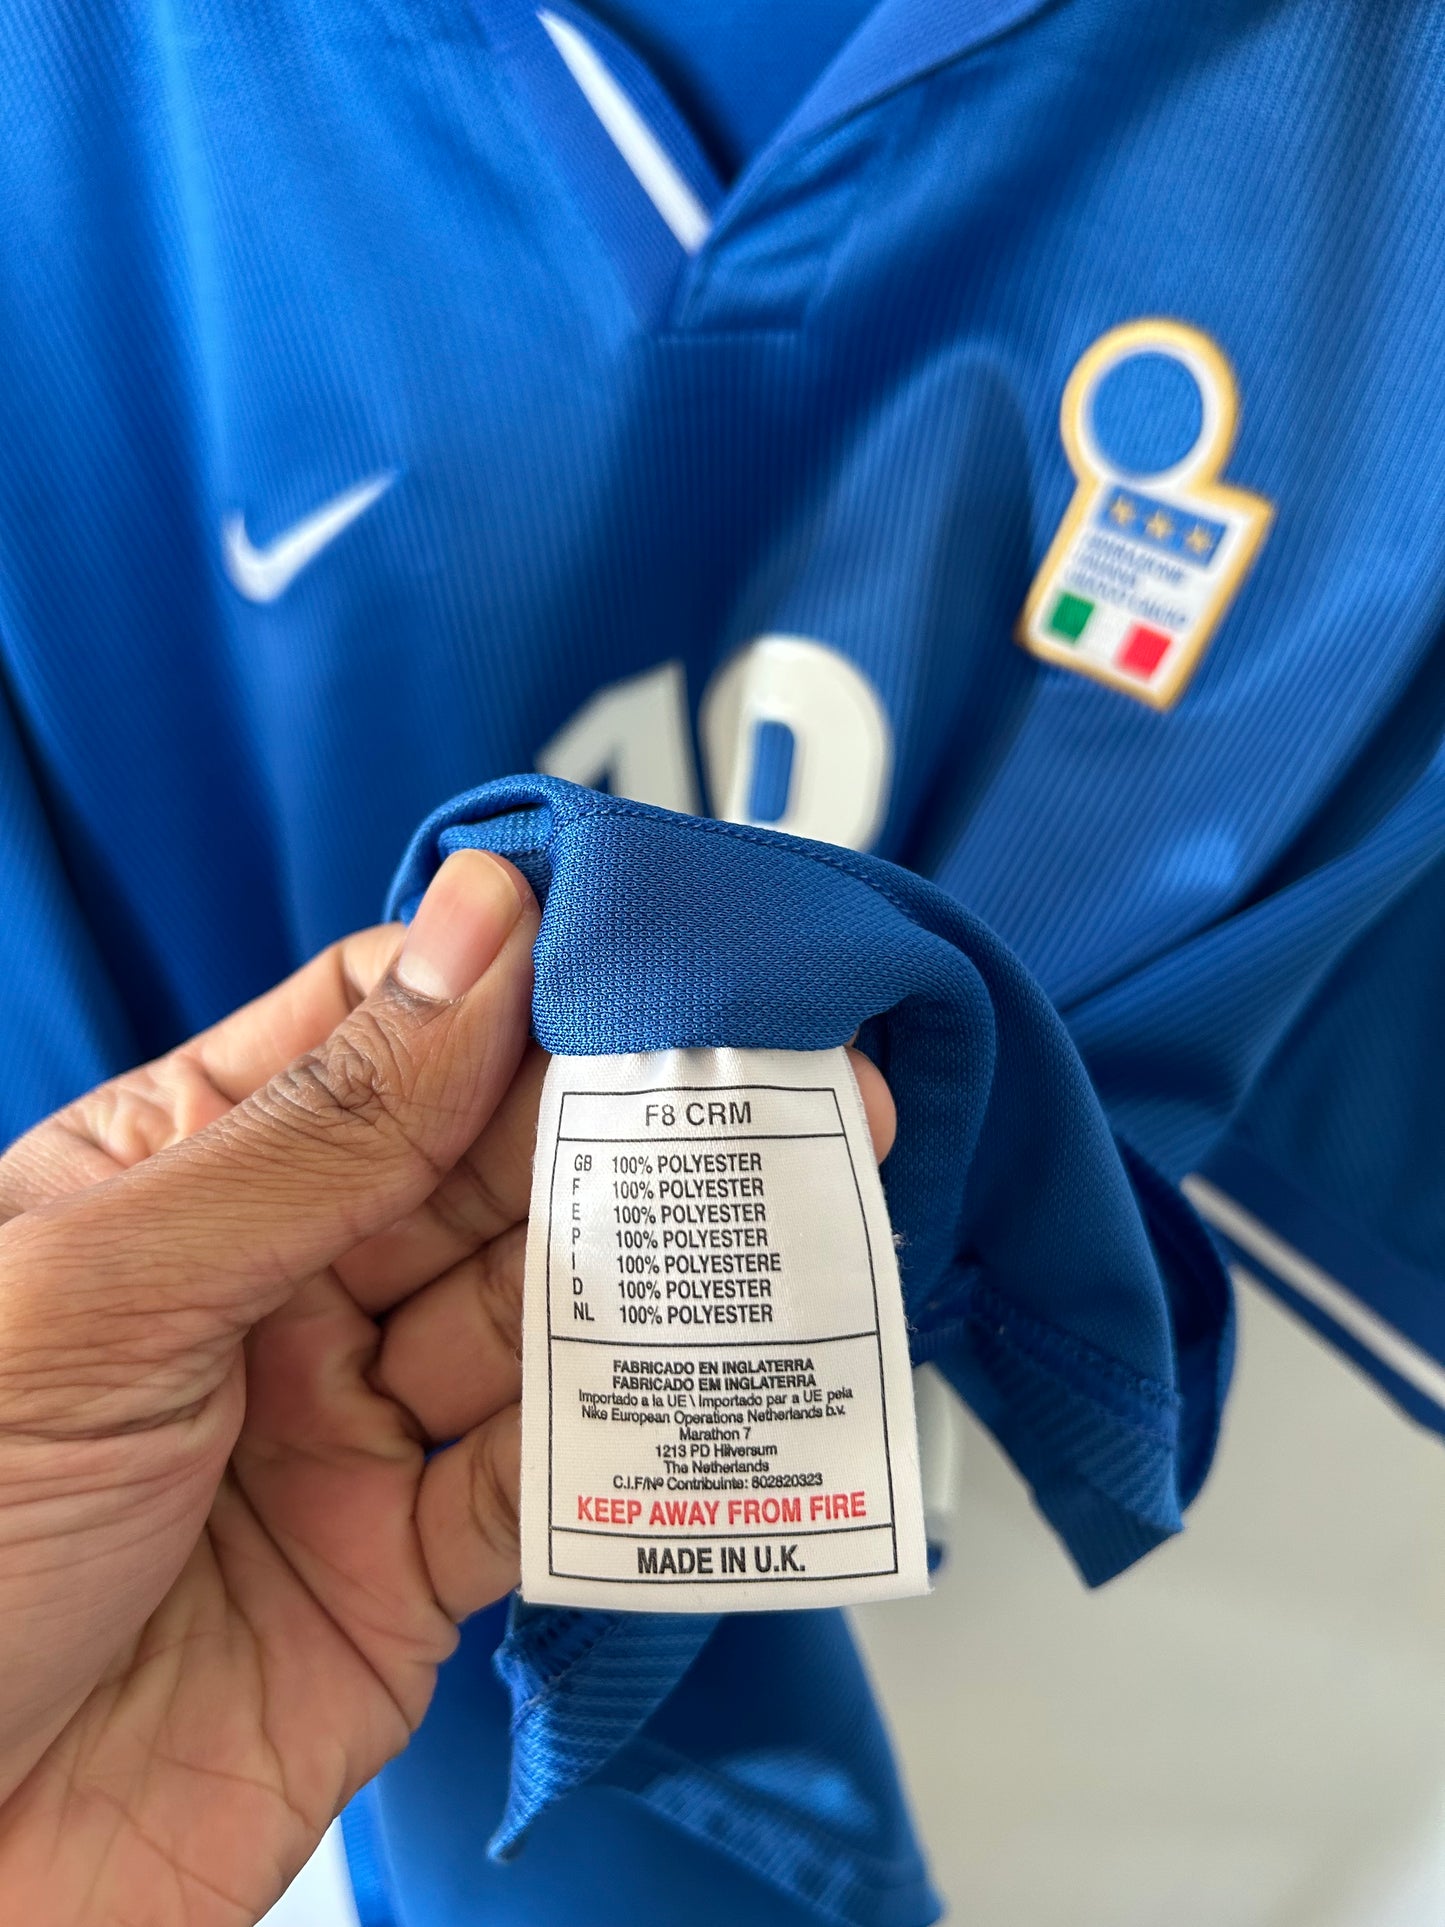 F8 CRM
GB 100% POLYESTER
F 100% POLYESTER
E 100% POLYESTER
P 100% POLYESTER
I 100% POLYESTERE
D 100% POLYESTER
NL 100% POLYESTER
FABRICADO EN INGLATERRA
FABRICADO EM INGLATERRA
Importado a la UE \ Importado par a UE pela
Nike European Operations Netherlands b.v.
Marathon 7
1213 PD Hilversum
The Netherlands
C.I.F/Nº Contribuinte: 802820323
KEEP AWAY FROM FIRE
MADE IN U.K.